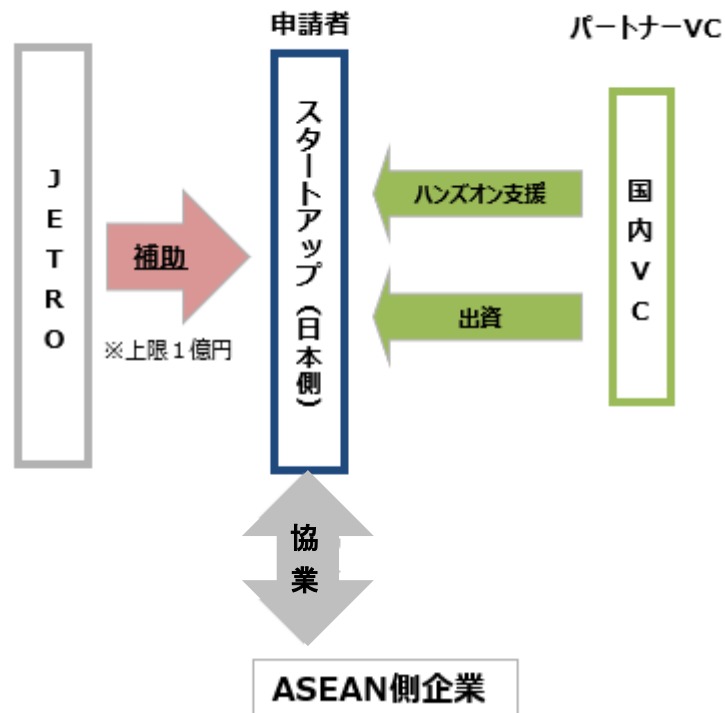 申請者
パートナーVC
JETRO
補助
※上限１億円
スタートアップ（日本側）
ハンズオン支援
出資
国内VC
協業
ASEAN側企業